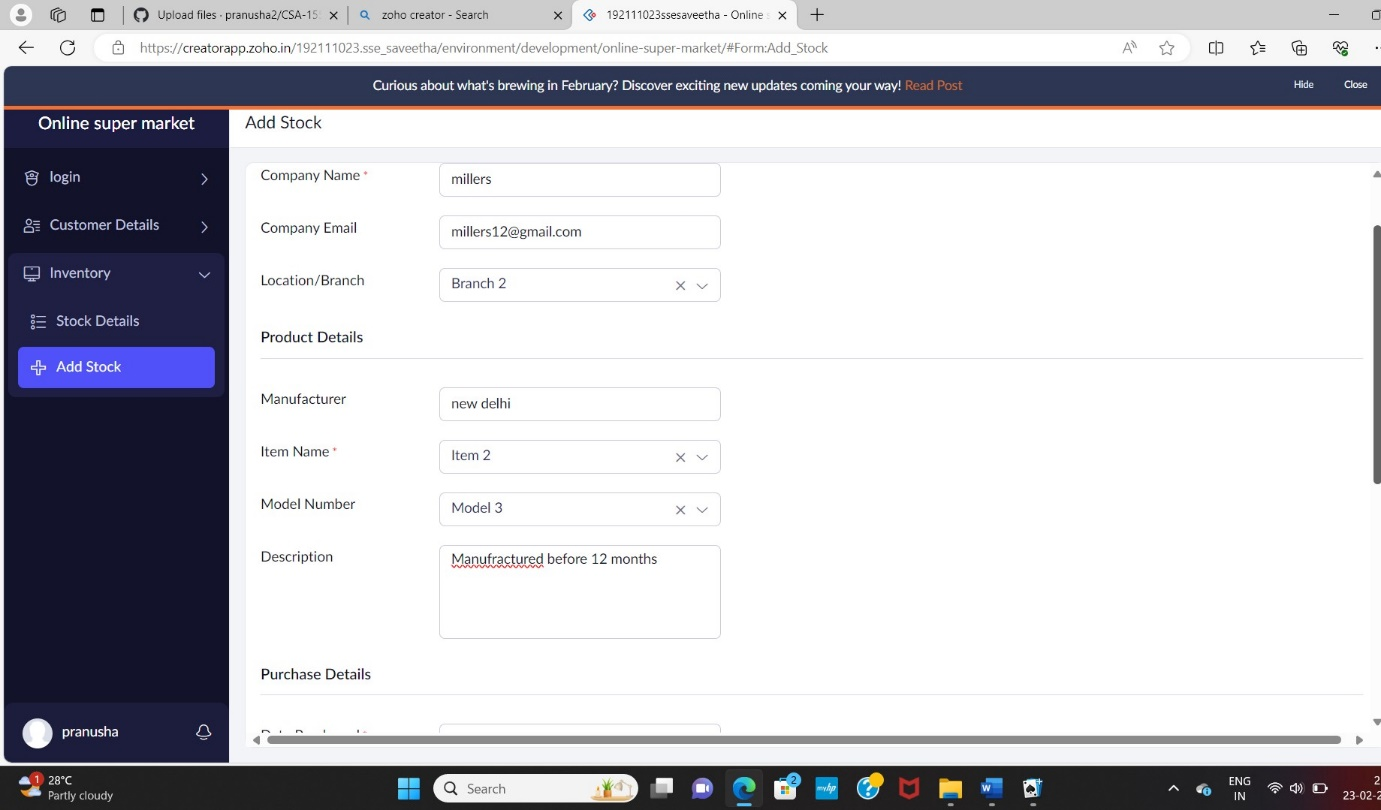 Upload files · pranusha2/CSA-15
zoho creator - Search
192111023ssesaveetha - Online
https://creatorapp.zoho.in/192111023.sse_saveetha/environment/development/online-super-market/#Form:Add_Stock
Curious about what's brewing in February? Discover exciting new updates coming your way! Read Post
Hide
Close
Online super market
Add Stock
login
Customer Details
Inventory
Stock Details
Add Stock
Company Name *
millers
Company Email
millers12@gmail.com
Location/Branch
Branch 2
Product Details
Manufacturer
new delhi
Item Name *
Item 2
Model Number
Model 3
Description
Manufractured before 12 months
Purchase Details
pranusha
1
28°C
Partly cloudy
Search
2
myhp
W
ENG
IN
23-02-2